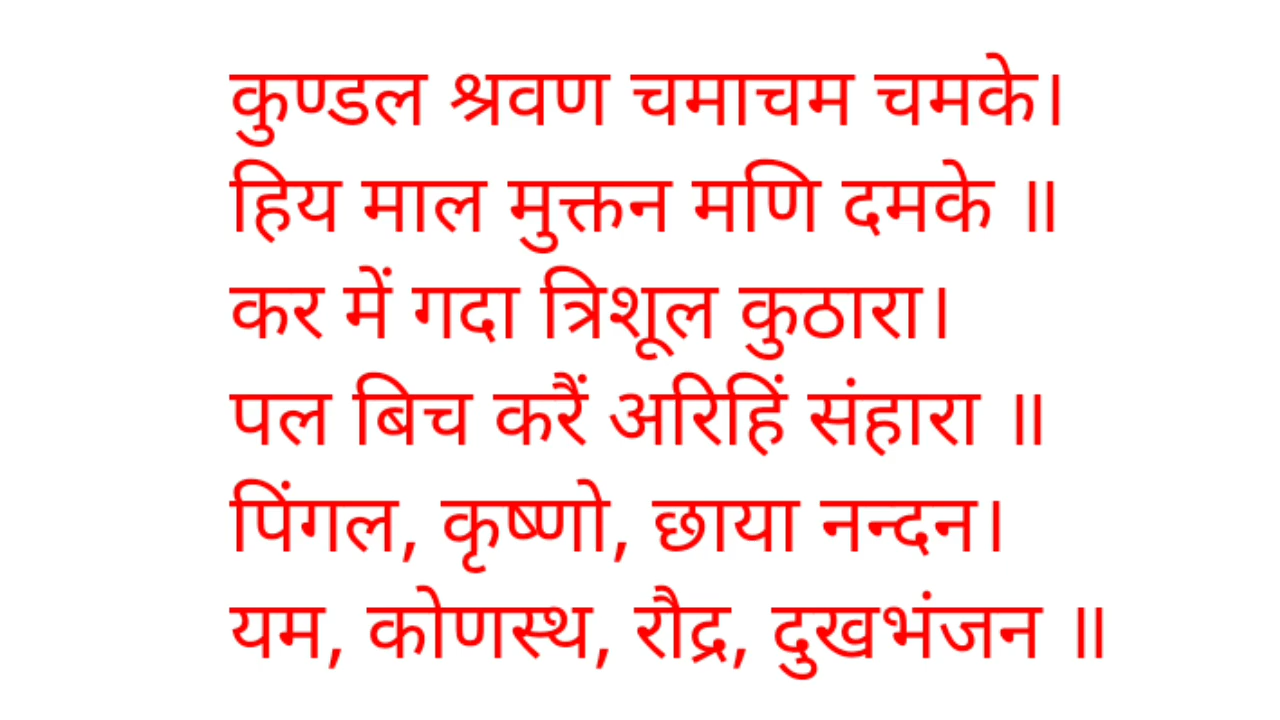 कुण्डल श्रवण चमाचम चमके।
हिय माल मुक्तन मणि दमके ॥
कर में गदा त्रिशूल कुठारा।
पल बिच करैं अरिहिं संहारा ॥
पिंगल, कृष्णो, छाया नन्दन।
यम, कोणस्थ, रौद्र, दुखभंजन ॥